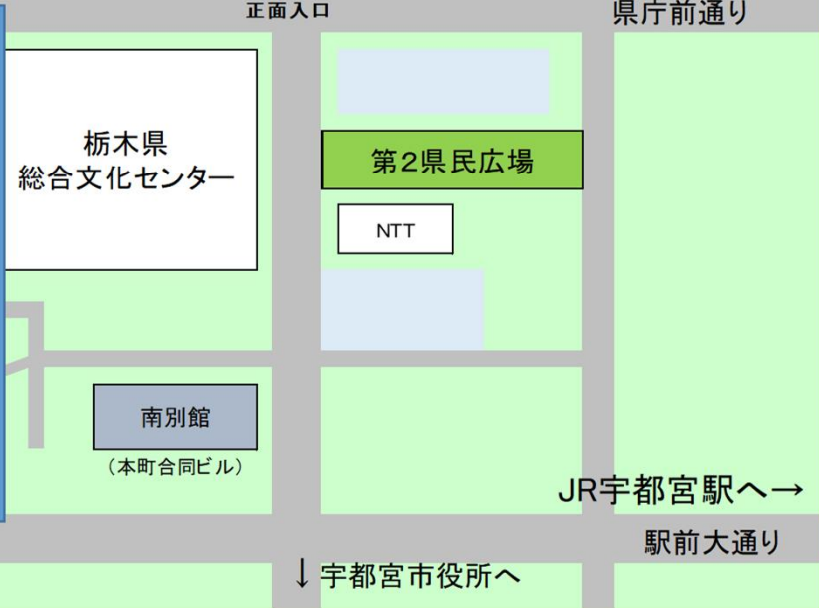 正面入口
県庁前通り
栃木県
総合文化センター
第2県民広場
NTT
南別館
（本町合同ビル）
JR宇都宮駅へ→
駅前大通り
↓宇都宮市役所へ